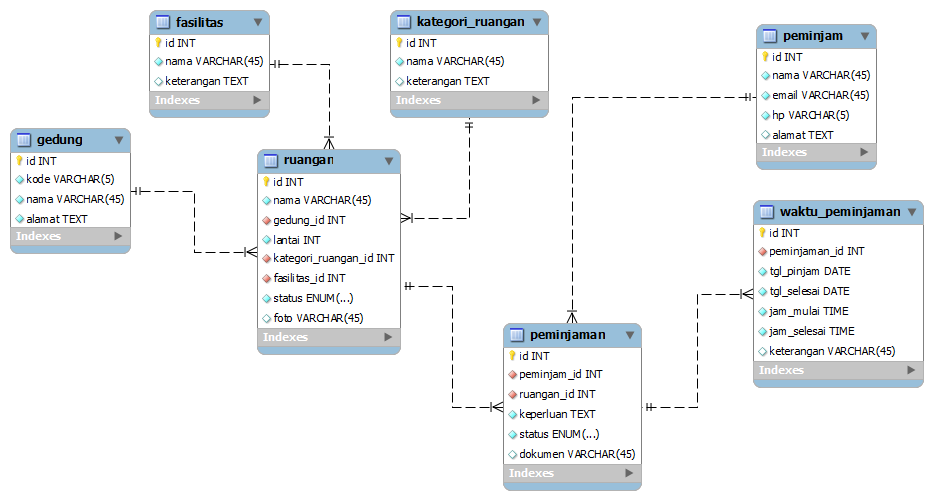 fasilitas
id INT
nama VARCHAR(45)
keterangan TEXT
Indexes
kategori_ruangan
id INT
nama VARCHAR(45)
keterangan TEXT
Indexes
peminjam
id INT
nama VARCHAR(45)
email VARCHAR(45)
hp VARCHAR(5)
alamat TEXT
Indexes
gedung
id INT
kode VARCHAR(5)
nama VARCHAR(45)
alamat TEXT
Indexes
ruangan
id INT
nama VARCHAR(45)
gedung_id INT
lantai INT
kategori_ruangan_id INT
fasilitas_id INT
status ENUM(...)
foto VARCHAR(45)
Indexes
waktu_peminjaman
id INT
peminjaman_id INT
tgl_pinjam DATE
tgl_selesai DATE
jam_mulai TIME
jam_selesai TIME
keterangan VARCHAR(45)
Indexes
peminjaman
id INT
peminjam_id INT
ruangan_id INT
keperluan TEXT
status ENUM(...)
dokumen VARCHAR(45)
Indexes